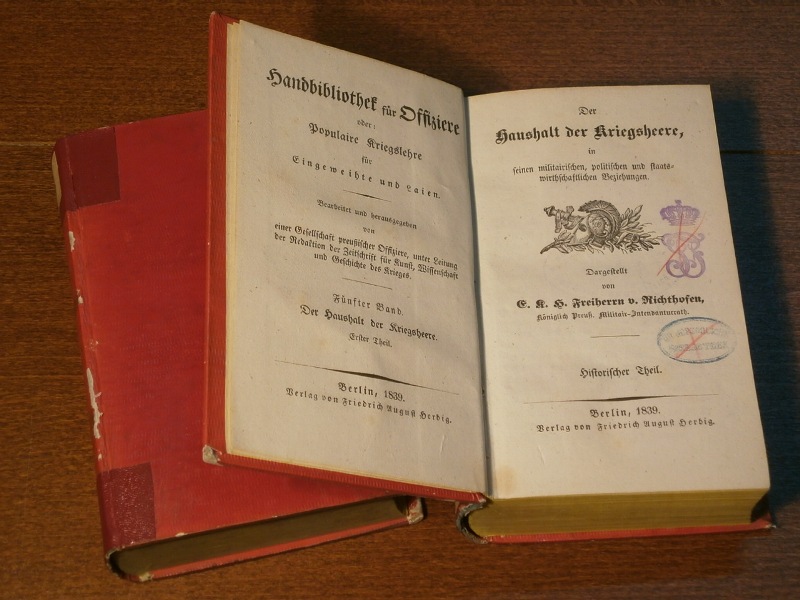 Handbibliothek für Offiziere
oder:
Populaire Kriegslehre
für
Eingeweihte und Laien.
Bearbeitet und herausgegeben
von
einer Gesellschaft preußischer Offiziere, unter Leitung
der Redaktion der Zeitschrift für Kunst, Wissenschaft
und Geschichte des Krieges.
Fünfter Band.
Der Haushalt der Kriegsheere.
Erster Theil.
Berlin, 1839.
Verlag von Friedrich August Herbig.
Der
Haushalt der Kriegsheere,
in
seinen militairischen, politischen und staats-
wirthschaftlichen Beziehungen.
Dargestellt
von
E. K. H. Freiherrn v. Richthofen,
Königlich Preuß. Militair-Intendanturrath.
Historischer Theil.
Berlin, 1839.
Verlag von Friedrich August Herbig.